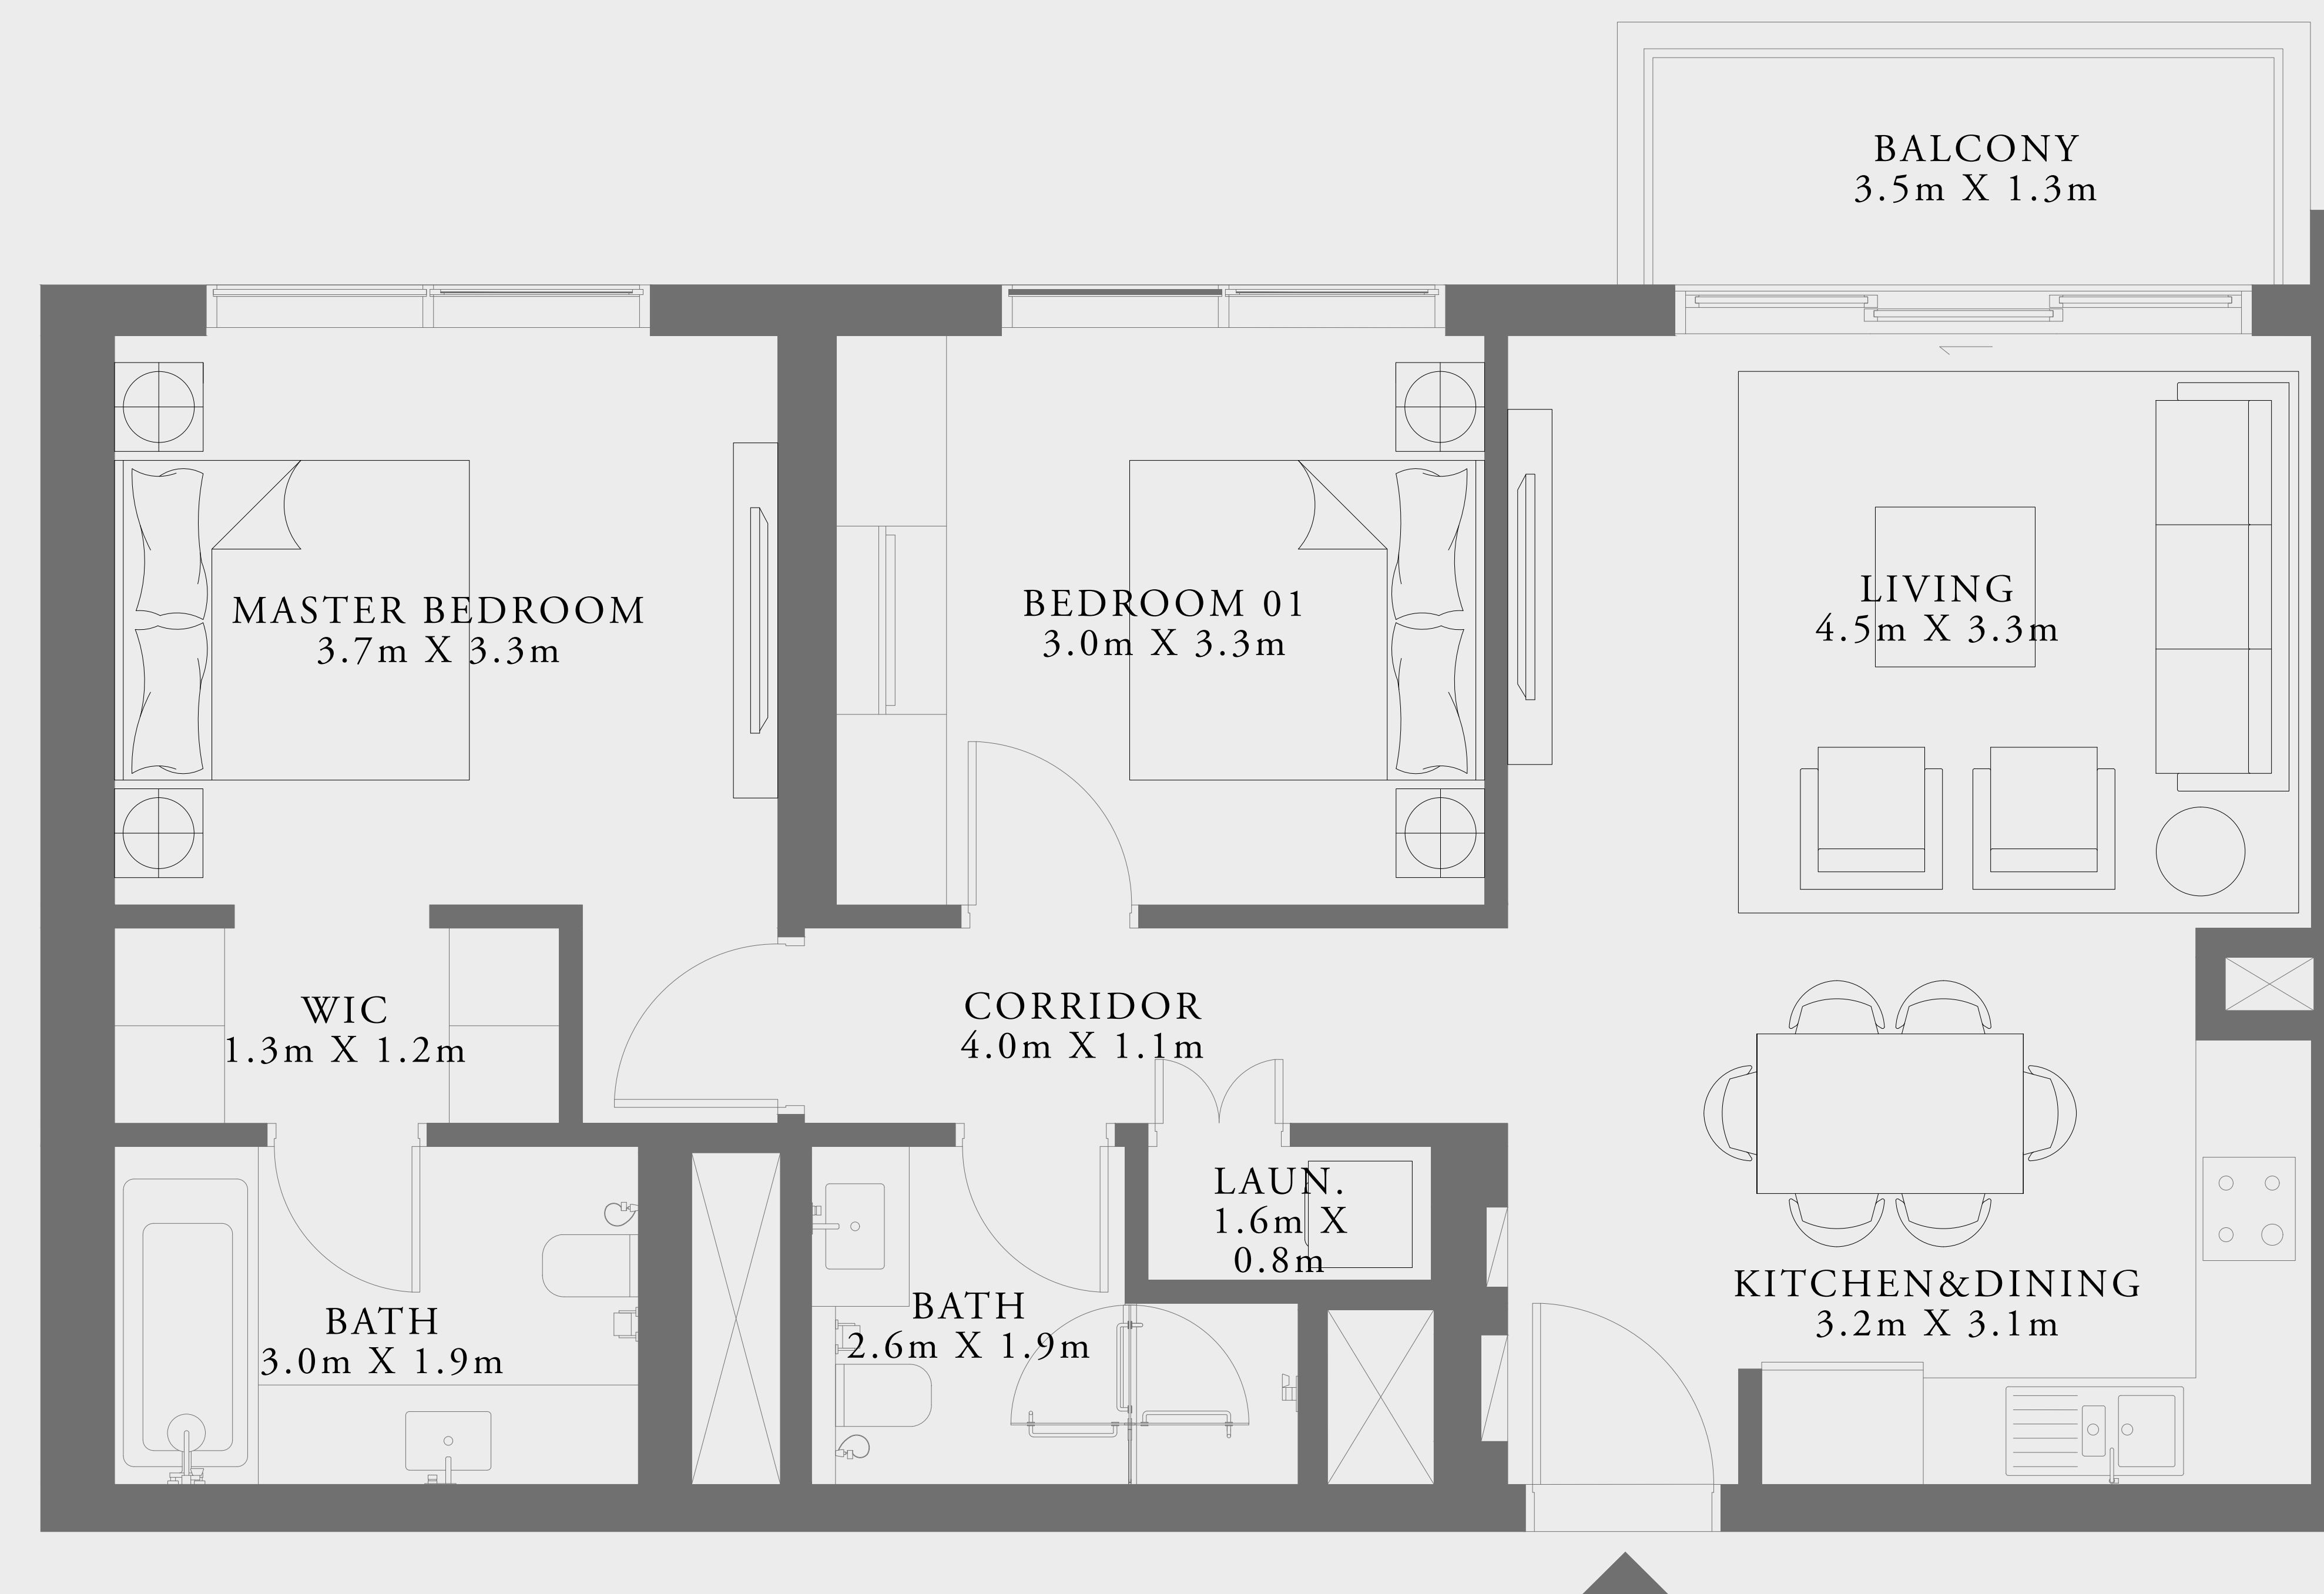 BALCONY
3.5m X 1.3m
MASTER BEDROOM
3.7m X 3.3m
BEDROOM 01
3.0m X 3.3m
LIVING
4.5m X 3.3m
WIC
1.3m X 1.2m
CORRIDOR
4.0m X 1.1m
LAUN.
1.6m X
0.8m
BATH
3.0m X 1.9m
BATH
2.6m X 1.9m
KITCHEN&DINING
3.2m X 3.1m